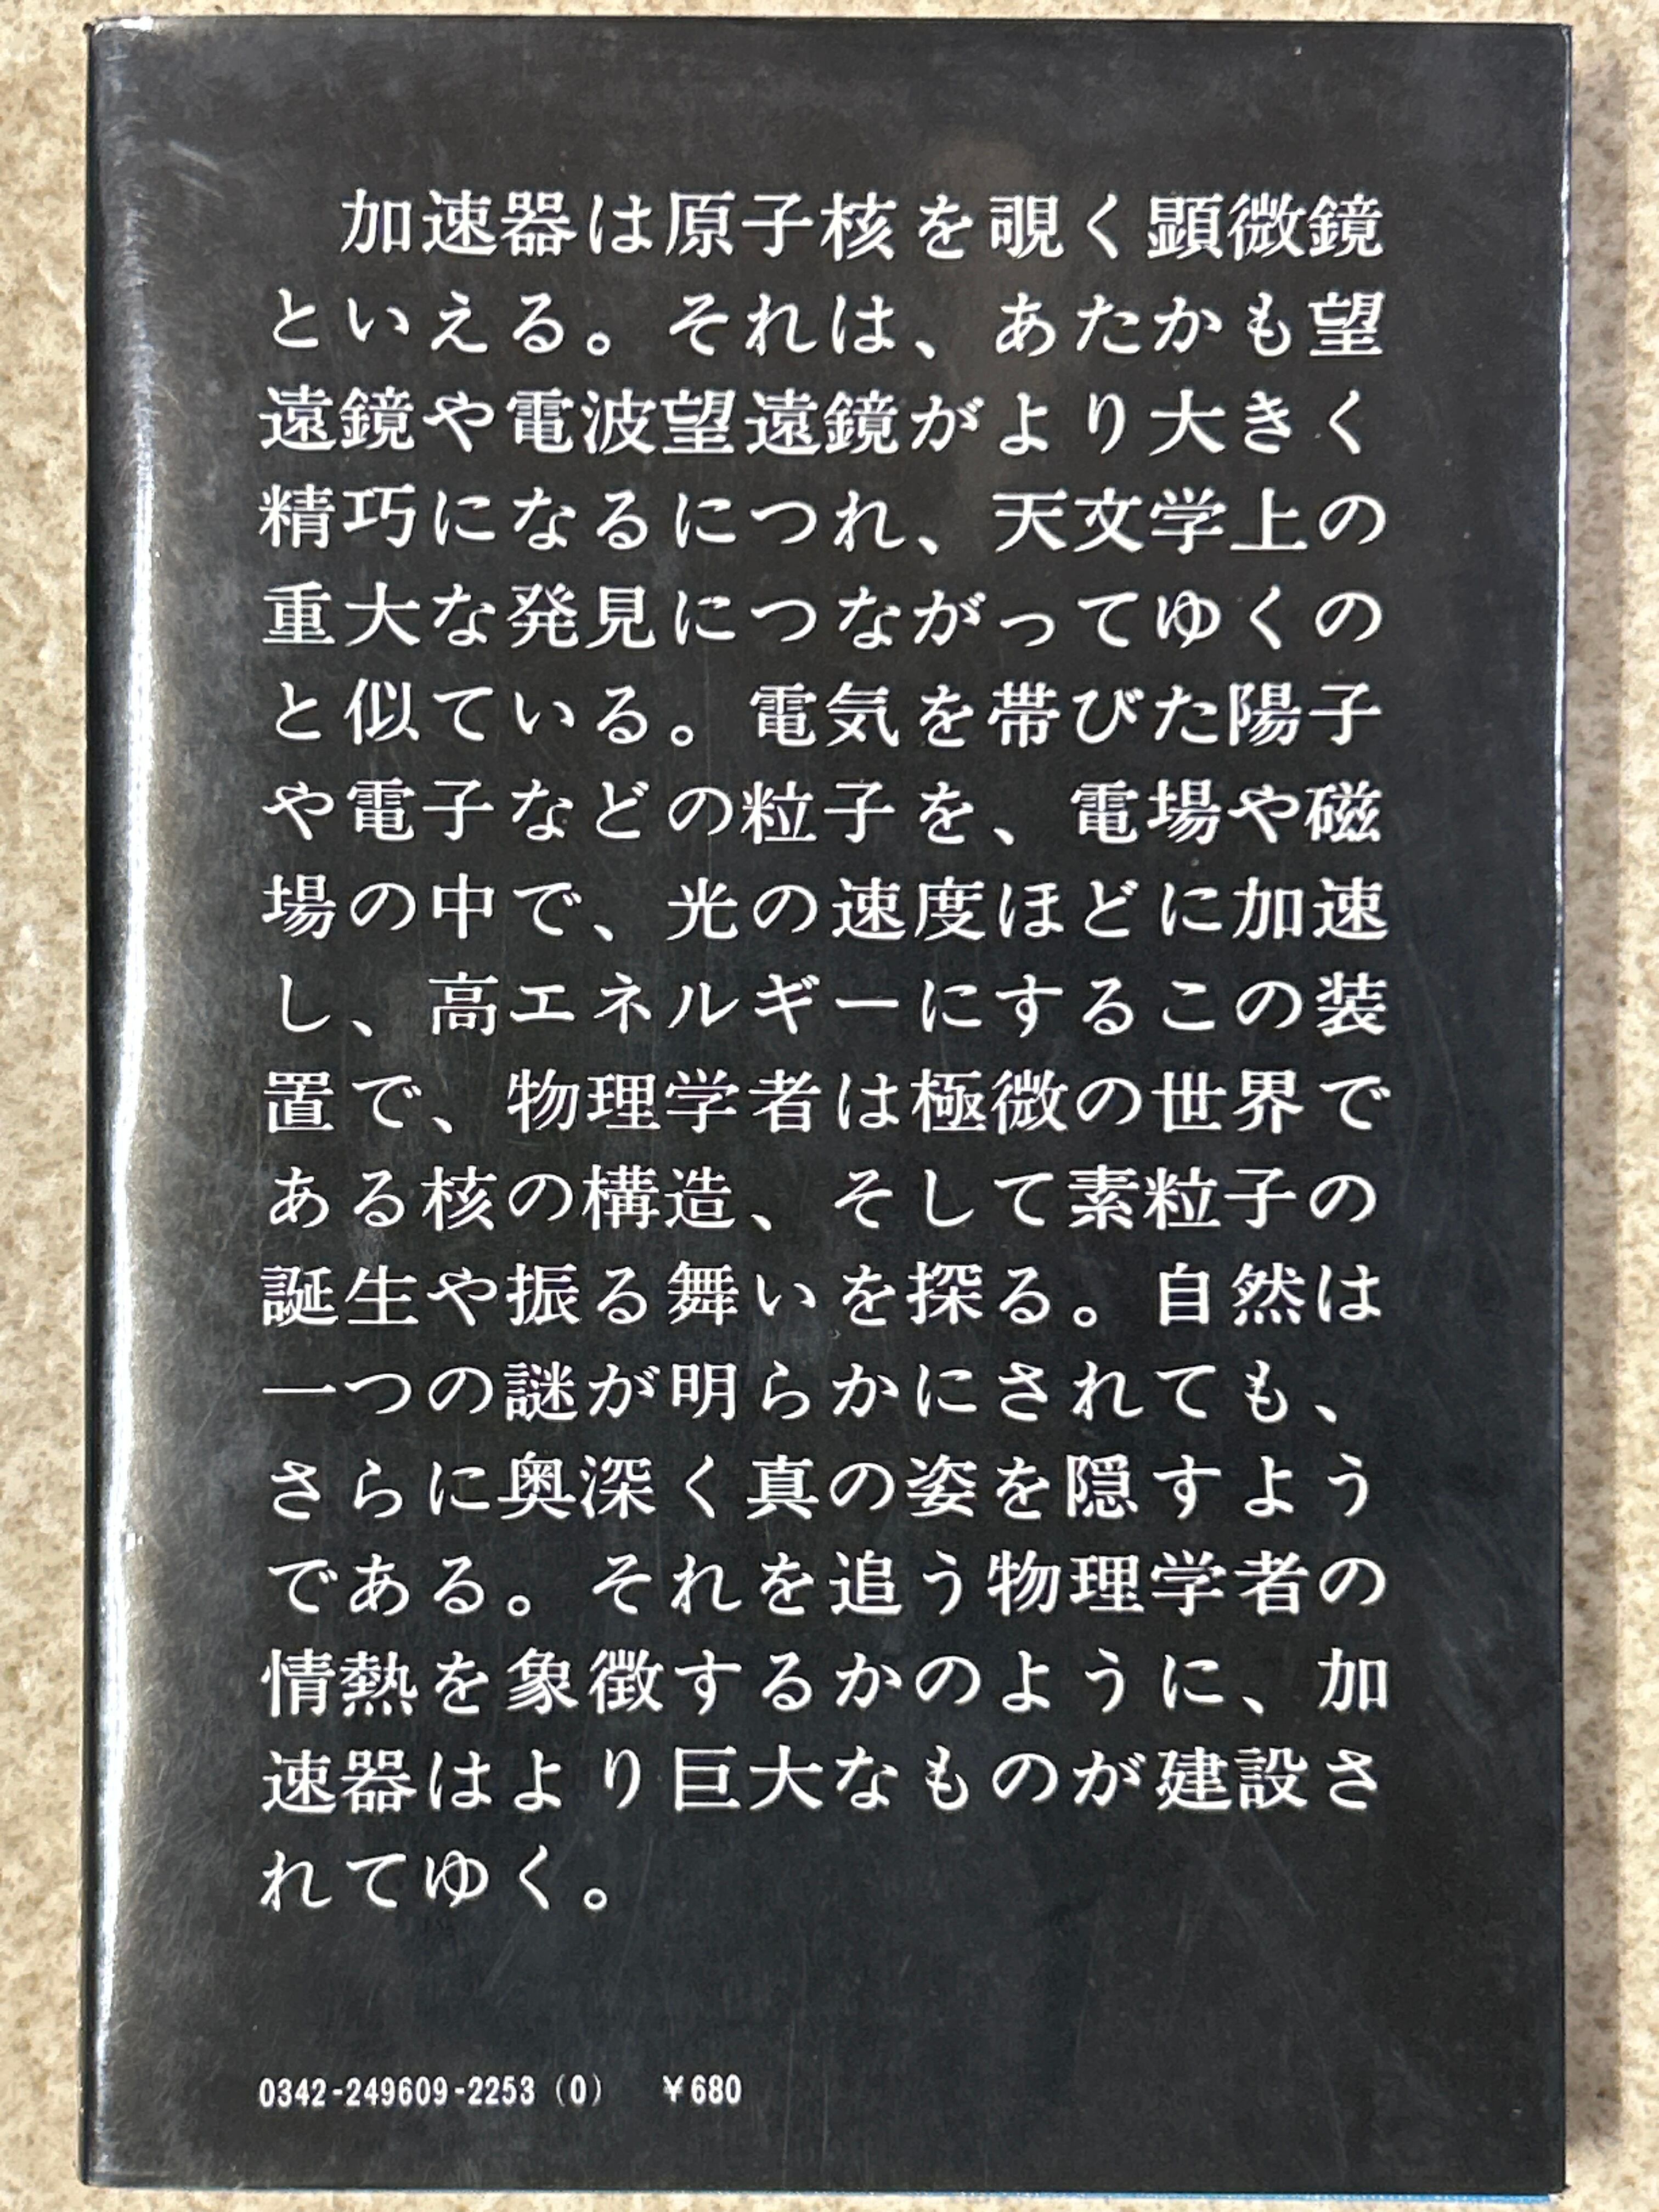 加速器は原子核を覗く顕微鏡
といえる。それは、あたかも望
遠鏡や電波望遠鏡がより大きく
精巧になるにつれ、天文学上の
重大な発見につながってゆくの
と似ている。電気を帯びた陽子
や電子などの粒子を、電場や磁
場の中で、光の速度ほどに加速
し、高エネルギーにするこの装
置で、物理学者は極微の世界で
ある核の構造、そして素粒子の
誕生や振る舞いを探る。自然は
一つの謎が明らかにされても、
さらに奥深く真の姿を隠すよう
である。それを追う物理学者の
情熱を象徴するかのように、加
速器はより巨大なものが建設さ
れてゆく。
0342-249609-2253（0） ￥680